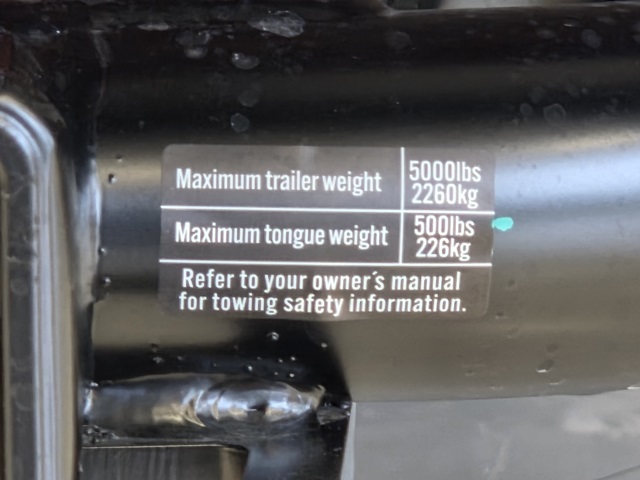 Maximum trailer weight 5000lbs
2260kg
Maximum tongue weight 500lbs
226kg
Refer to your owner´s manual
for towing safety information.